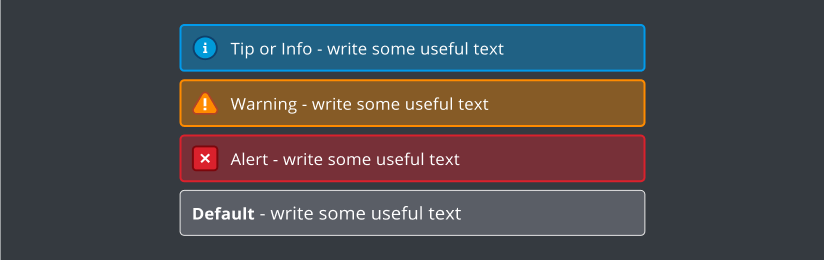 Tip or Info - write some useful text
Warning - write some useful text
Alert - write some useful text
Default - write some useful text